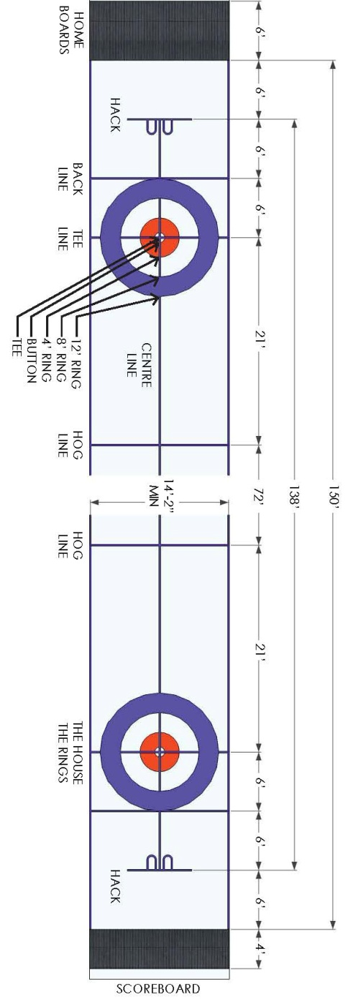 HOME
BOARDS
6'
6'
HACK
6'
BACK
LINE
6'
TEE
LINE
21'
12' RING
8' RING
4' RING
BUTTON
TEE
CENTRE
LINE
HOG
LINE
14'-2"
MIN
72'
138'
150'
HOG
LINE
21'
THE HOUSE
THE RINGS
6'
6'
HACK
6'
4'
SCOREBOARD